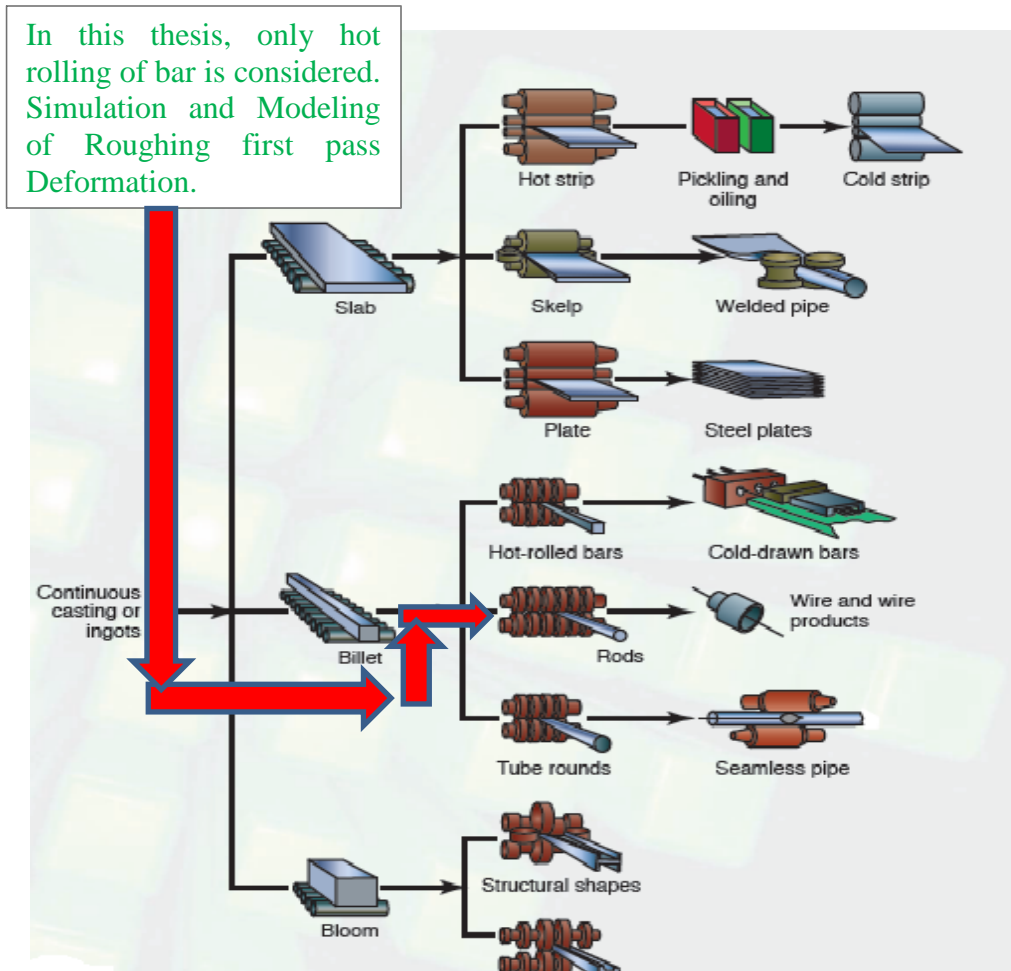 In this thesis, only hot
rolling of bar is considered.
Simulation and Modeling
of Roughing first pass
Deformation.
Hot strip
Pickling and
oiling
Cold strip
Slab
Skelp
Welded pipe
Plate
Steel plates
Hot-rolled bars
Cold-drawn bars
Continuous
casting or
ingots
Billet
Rods
Wire and wire
products
Tube rounds
Seamless pipe
Structural shapes
Bloom